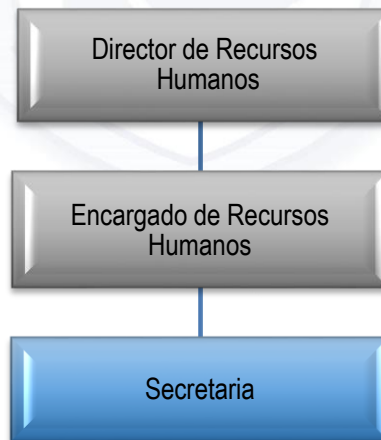 Director de Recursos
Humanos
Encargado de Recursos
Humanos
Secretaria